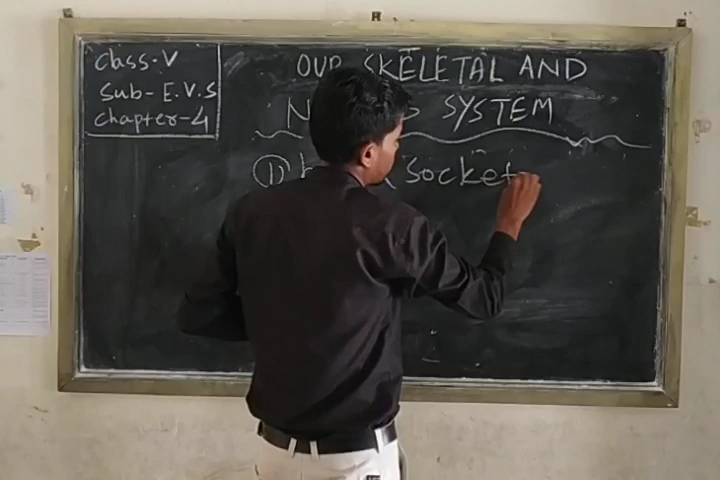 Class-V
Sub- E.V.S
Chapter-4
OUR SKELETAL AND
SYSTEM
① Socket